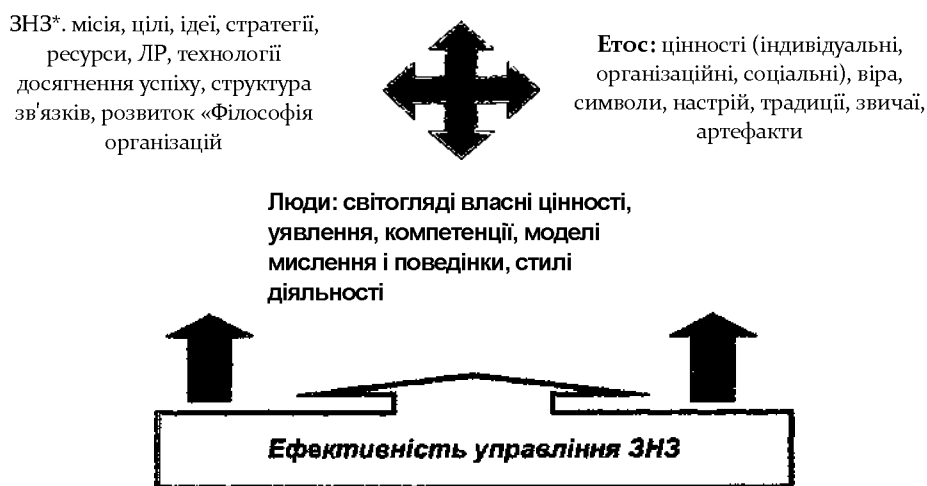 ЗНЗ*. місія, цілі, ідеї, стратегії,
ресурси, ЛР, технології
досягнення успіху, структура
зв'язків, розвиток «Філософія
організацій
Етос: цінності (індивідуальні,
організаційні, соціальні), віра,
символи, настрій, традиції, звичаї,
артефакти
Люди: світогляді власні цінності,
уявлення, компетенції, моделі
мислення і поведінки, стилі
діяльності
Ефективність управління ЗНЗ